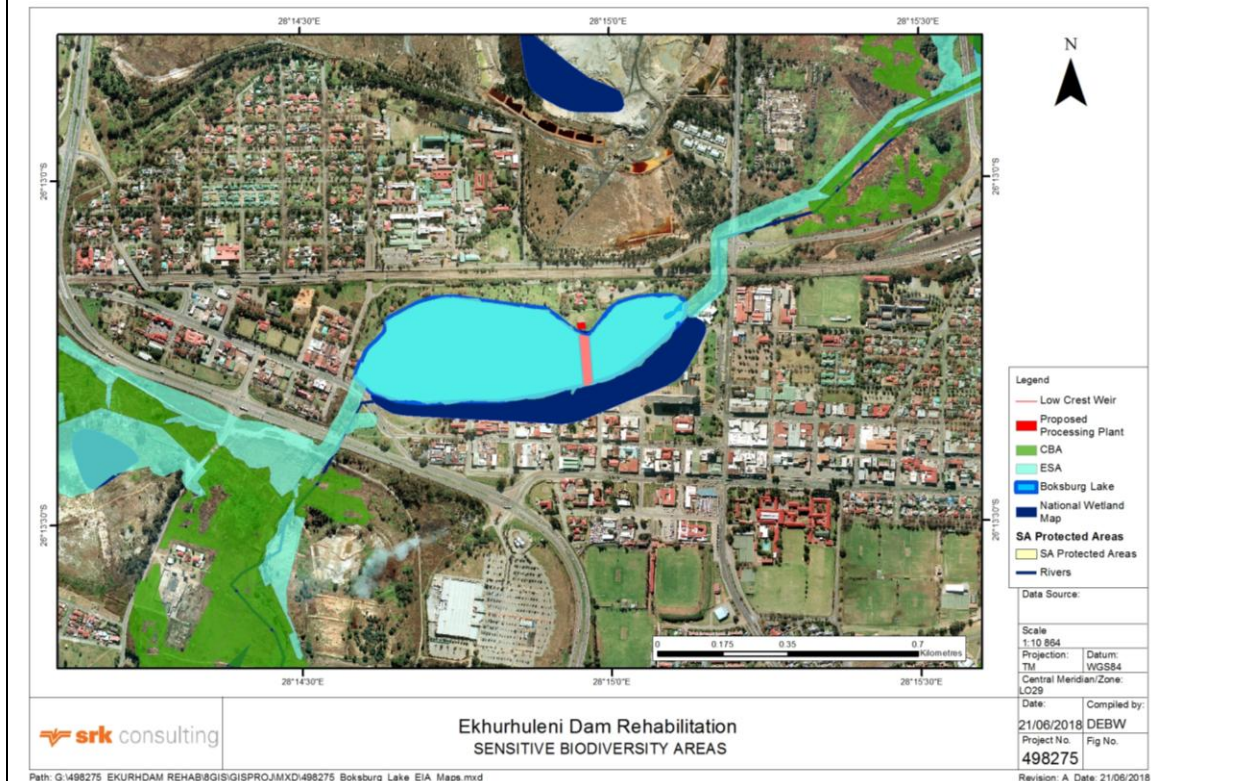 28°14'30"E
28°15'0"E
28°15'30"E
N
26°13'0"S
26°13'0"S
26°13'30"S
26°13'30"S
Legend
Low Crest Weir
Proposed
Processing Plant
CBA
ESA
Boksburg Lake
National Wetland
Map
SA Protected Areas
SA Protected Areas
Rivers
0 0.175 0.35 0.7
Kilometres
28°14'30"E
28°15'0"E
28°15'30"E
Data Source:
Scale
1:10 864
Projection: Datum:
TM WGS84
Central Meridian/Zone:
LO29
Date: Compiled by:
21/06/2018 DEBW
Project No. Fig No.
498275
srk consulting
Ekhurhuleni Dam Rehabilitation
SENSITIVE BIODIVERSITY AREAS
Path: G:\498275_EKURHDAM REHAB\8GIS\GISPROJ\MXD\498275_Boksburg_Lake_EIA_Maps.mxd
Revision: A Date: 21/06/2018